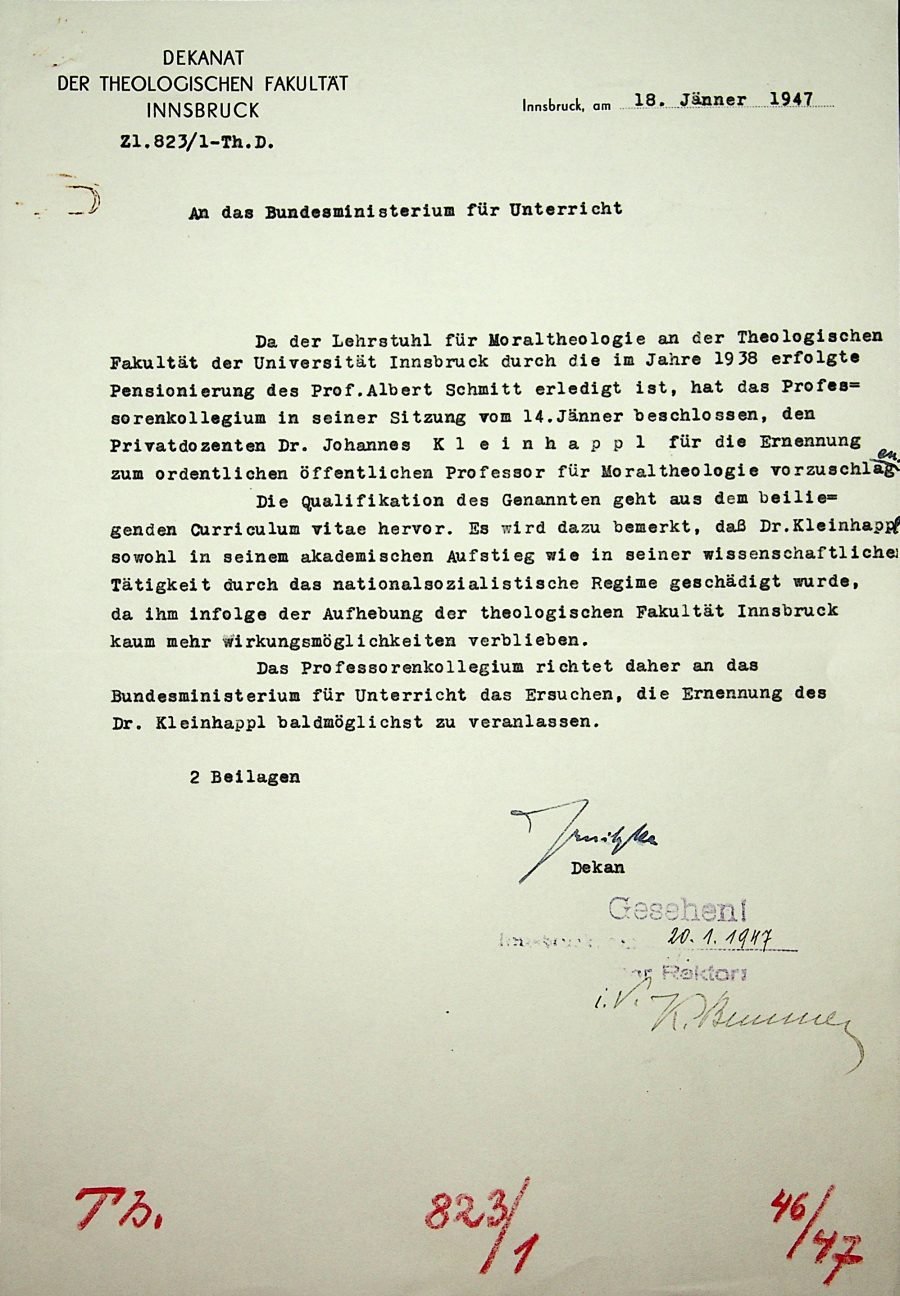 DEKANAT
DER THEOLOGISCHEN FAKULTÄT
INNSBRUCK
Zl.823/1-Th.D.
Innsbruck, am 18. Jänner 1947
An das Bundesministerium für Unterricht
Da der Lehrstuhl für Moraltheologie an der Theologischen
Fakultät der Universität Innsbruck durch die im Jahre 1938 erfolgte
Pensionierung des Prof.Albert Schmitt erledigt ist, hat das Profes=
sorenkollegium in seiner Sitzung vom 14.Jänner beschlossen, den
Privatdozenten Dr. Johannes K l e i n h a p p l für die Ernennung
zum ordentlichen öffentlichen Professor für Moraltheologie vorzuschlagen.
Die Qualifikation des Genannten geht aus dem beilie=
genden Curriculum vitae hervor. Es wird dazu bemerkt, daß Dr.Kleinhappl
sowohl in seinem akademischen Aufstieg wie in seiner wissenschaftlichen
Tätigkeit durch das nationalsozialistische Regime geschädigt wurde,
da ihm infolge der Aufhebung der theologischen Fakultät Innsbruck
kaum mehr Wirkungsmöglichkeiten verblieben.
Das Professorenkollegium richtet daher an das
Bundesministerium für Unterricht das Ersuchen, die Ernennung des
Dr. Kleinhappl baldmöglichst zu veranlassen.
2 Beilagen
Dekan
Gesehen!
Innsbruck, 20.1.1947
Der Rektor:
i.V. K.
Th.
823/1
46/47